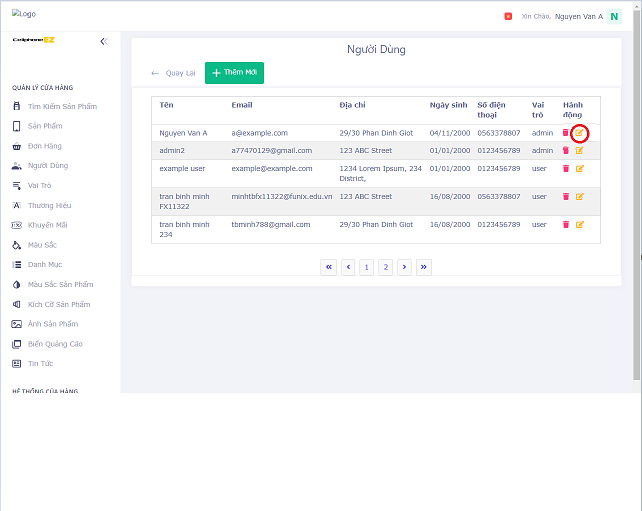 Logo
Xin Chào, Nguyen Van A N
Cellphone EZ
QUẢN LÝ CỬA HÀNG
Tìm Kiếm Sản Phẩm
Sản Phẩm
Đơn Hàng
Người Dùng
Vai Trò
Thương Hiệu
Khuyến Mãi
Màu Sắc
Danh Mục
Màu Sắc Sản Phẩm
Kích Cỡ Sản Phẩm
Ảnh Sản Phẩm
Biển Quảng Cáo
Tin Tức
HỆ THỐNG CỦA HÀNG
Người Dùng
← Quay Lại
+ Thêm Mới
Tên Email Địa chỉ Ngày sinh Số điện thoại Vai trò Hành động
Nguyen Van A a@example.com 29/30 Phan Dinh Giot 04/11/2000 0563378807 admin
admin2 a77470129@gmail.com 123 ABC Street 01/01/2000 0123456789 admin
example user example@example.com 1234 Lorem Ipsum, 234 District, 01/01/2000 0123456789 user
tran binh minh FX11322 minhtbfx11322@funix.edu.vn 123 ABC Street 16/08/2000 0563378807 user
tran binh minh 234 tbminh788@gmail.com 29/30 Phan Dinh Giot 16/08/2000 0123456789 user
« ‹ 1 2 › »